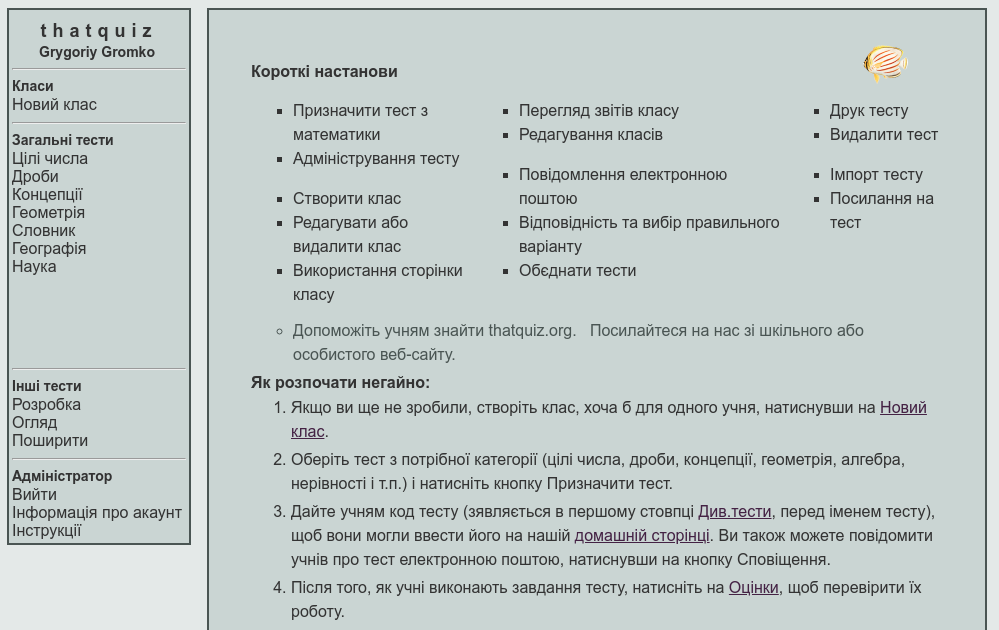 thatquiz
Grygoriy Gromko
Класи
Новий клас
Загальні тести
Цілі числа
Дроби
Концепції
Геометрія
Словник
Географія
Наука
Інші тести
Розробка
Огляд
Поширити
Адміністратор
Вийти
Інформація про акаунт
Інструкції
Короткі настанови
Призначити тест з
математики
Адміністрування тесту
Створити клас
Редагувати або
видалити клас
Використання сторінки
класу
Перегляд звітів класу
Редагування класів
Повідомлення електронною
поштою
Відповідність та вибір правильного
варіанту
Обєднати тести
Друк тесту
Видалити тест
Імпорт тесту
Посилання на
тест
Допоможіть учням знайти thatquiz.org. Посилайтеся на нас зі шкільного або
особистого веб-сайту.
Як розпочати негайно:
1. Якщо ви ще не зробили, створіть клас, хоча б для одного учня, натиснувши на Новий
клас.
2. Оберіть тест з потрібної категорії (цілі числа, дроби, концепції, геометрія, алгебра,
нерівності і т.п.) і натисніть кнопку Призначити тест.
3. Дайте учням код тесту (зявляється в першому стовпці Див.тести, перед іменем тесту),
щоб вони могли ввести його на нашій домашній сторінці. Ви також можете повідомити
учнів про тест електронною поштою, натиснувши на кнопку Сповіщення.
4. Після того, як учні виконають завдання тесту, натисніть на Оцінки, щоб перевірити їх
роботу.